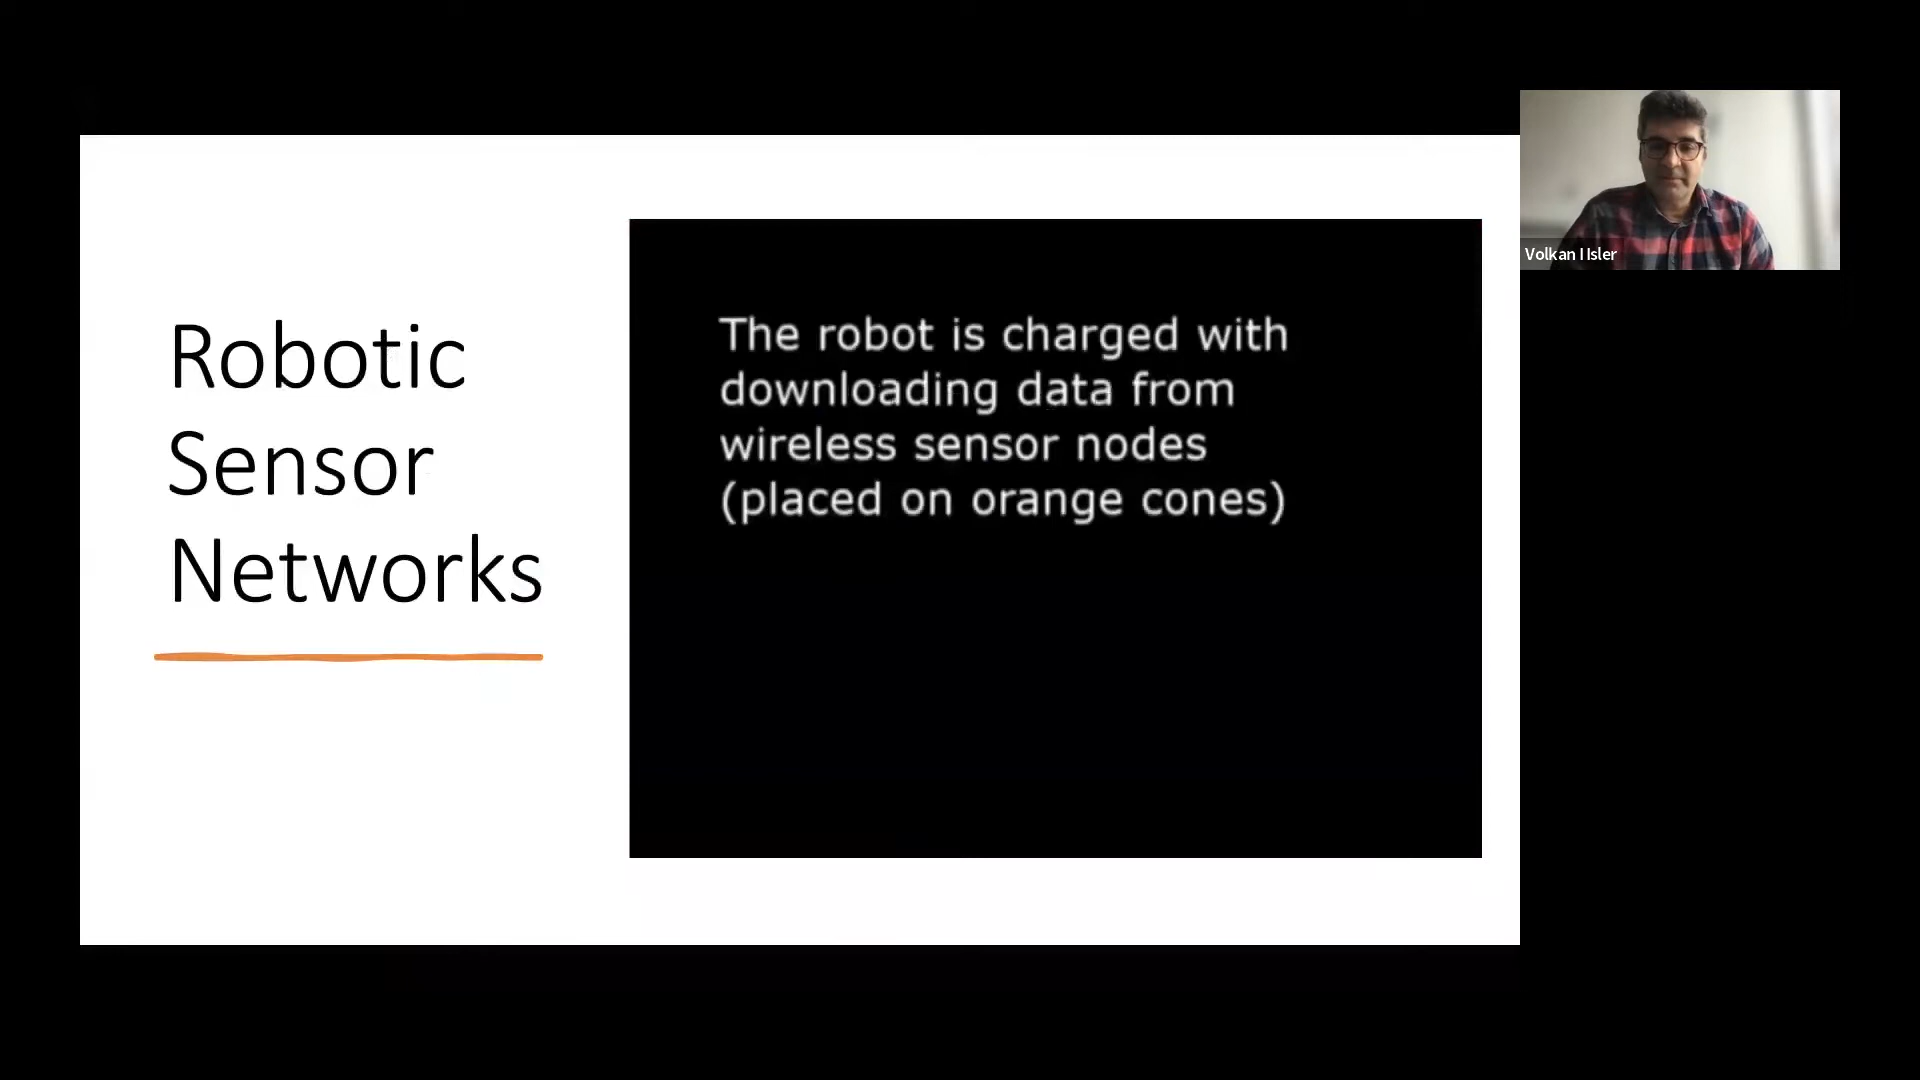 Robotic
Sensor
Networks
The robot is charged with
downloading data from
wireless sensor nodes
(placed on orange cones)
Volkan I Isler